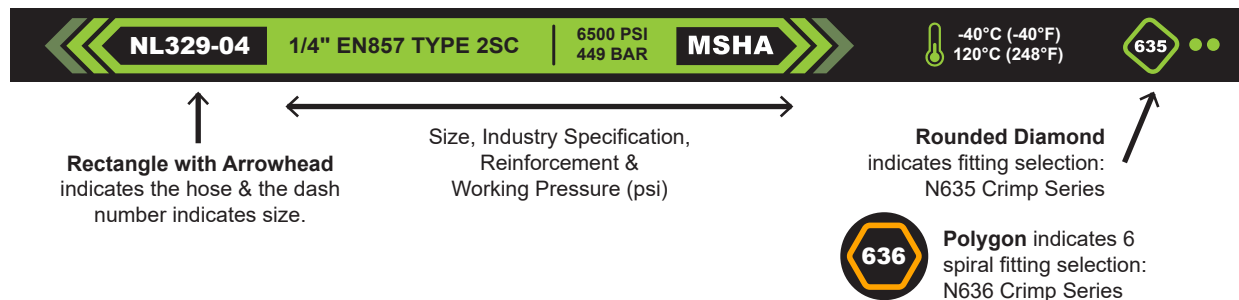 NL329-04
1/4" EN857 TYPE 2SC
6500 PSI
449 BAR
MSHA
-40°C (-40°F)
120°C (248°F)
635
Rectangle with Arrowhead
indicates the hose & the dash
number indicates size.
Size, Industry Specification,
Reinforcement &
Working Pressure (psi)
Rounded Diamond
indicates fitting selection:
N635 Crimp Series
636
Polygon indicates 6
spiral fitting selection:
N636 Crimp Series